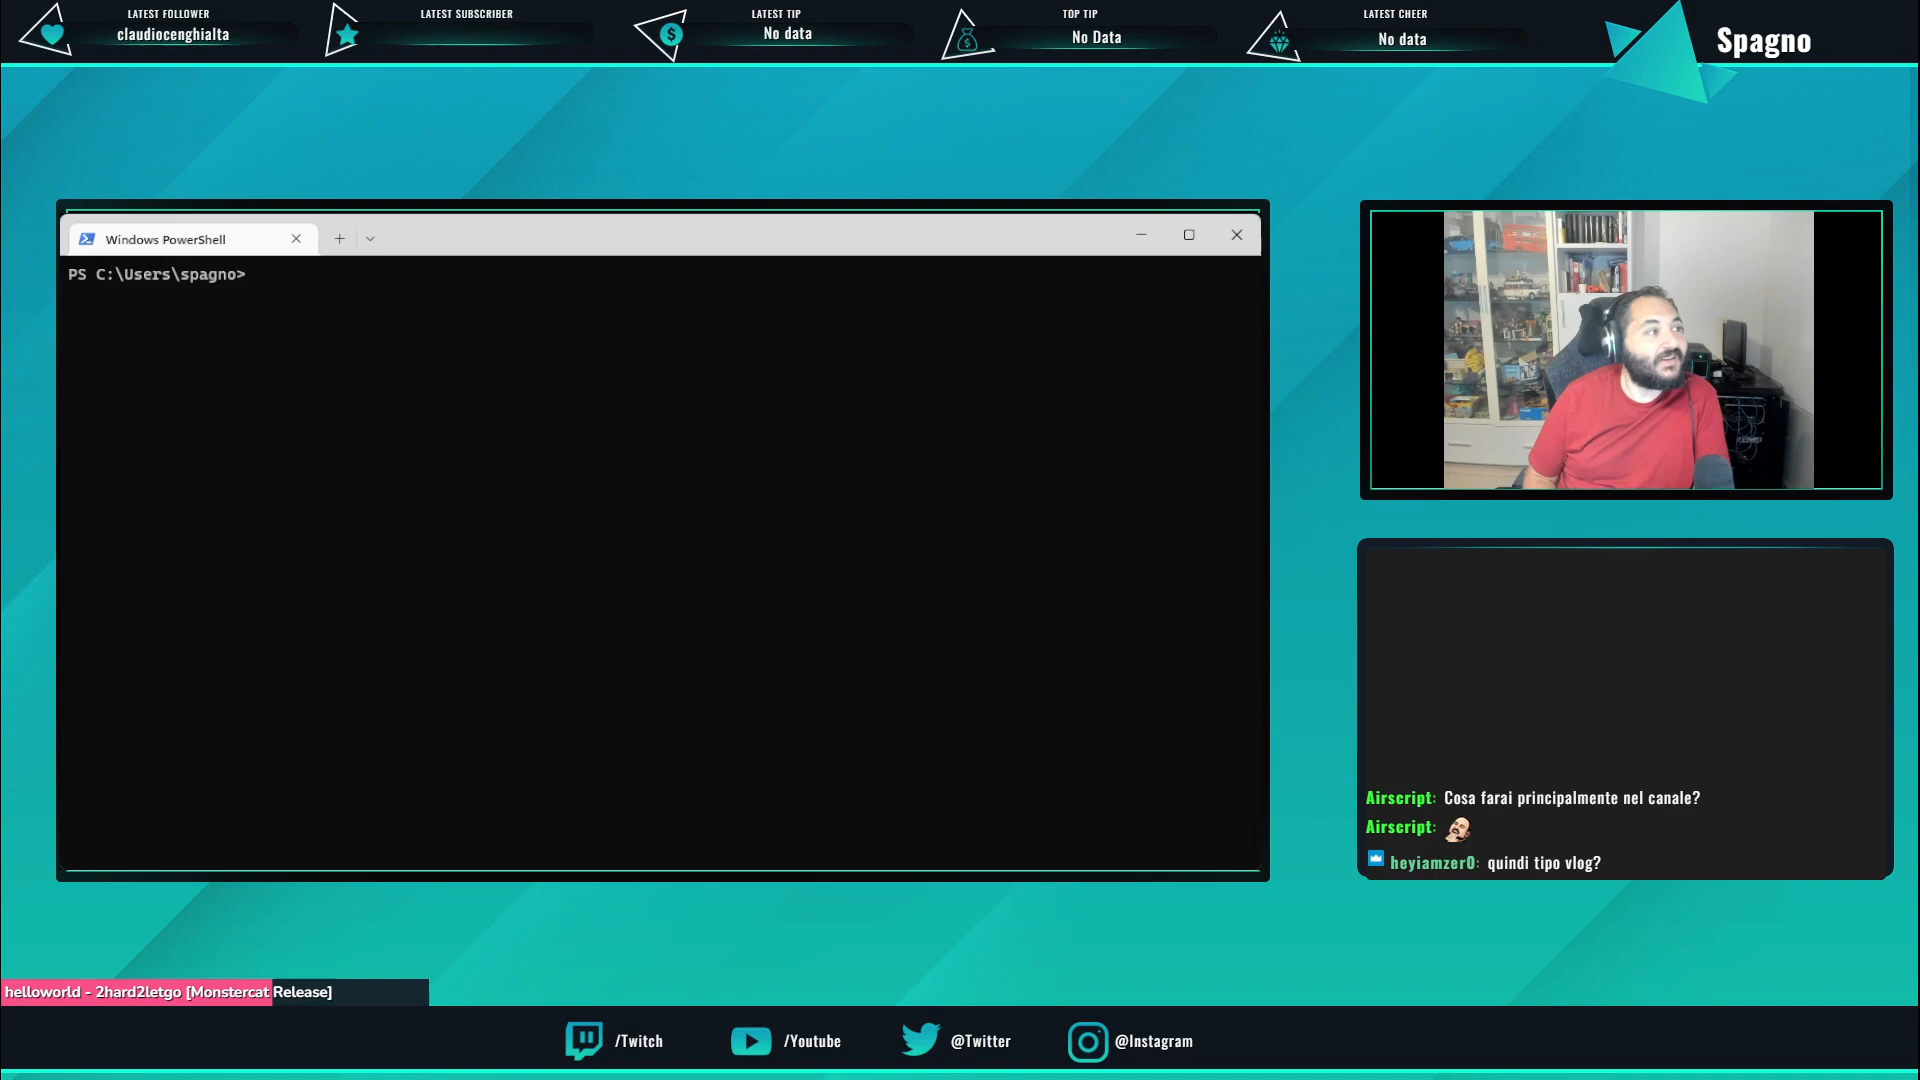 LATEST FOLLOWER
claudiocenghialta
LATEST SUBSCRIBER
LATEST TIP
No data
TOP TIP
No Data
LATEST CHEER
No data
Spagno
Windows PowerShell
PS C:\Users\spagno>
Airscript: Cosa farai principalmente nel canale?
Airscript:
heyiamzer0: quindi tipo vlog?
helloworld - 2hard2letgo [Monstercat Release]
/Twitch
/Youtube
@Twitter
@Instagram